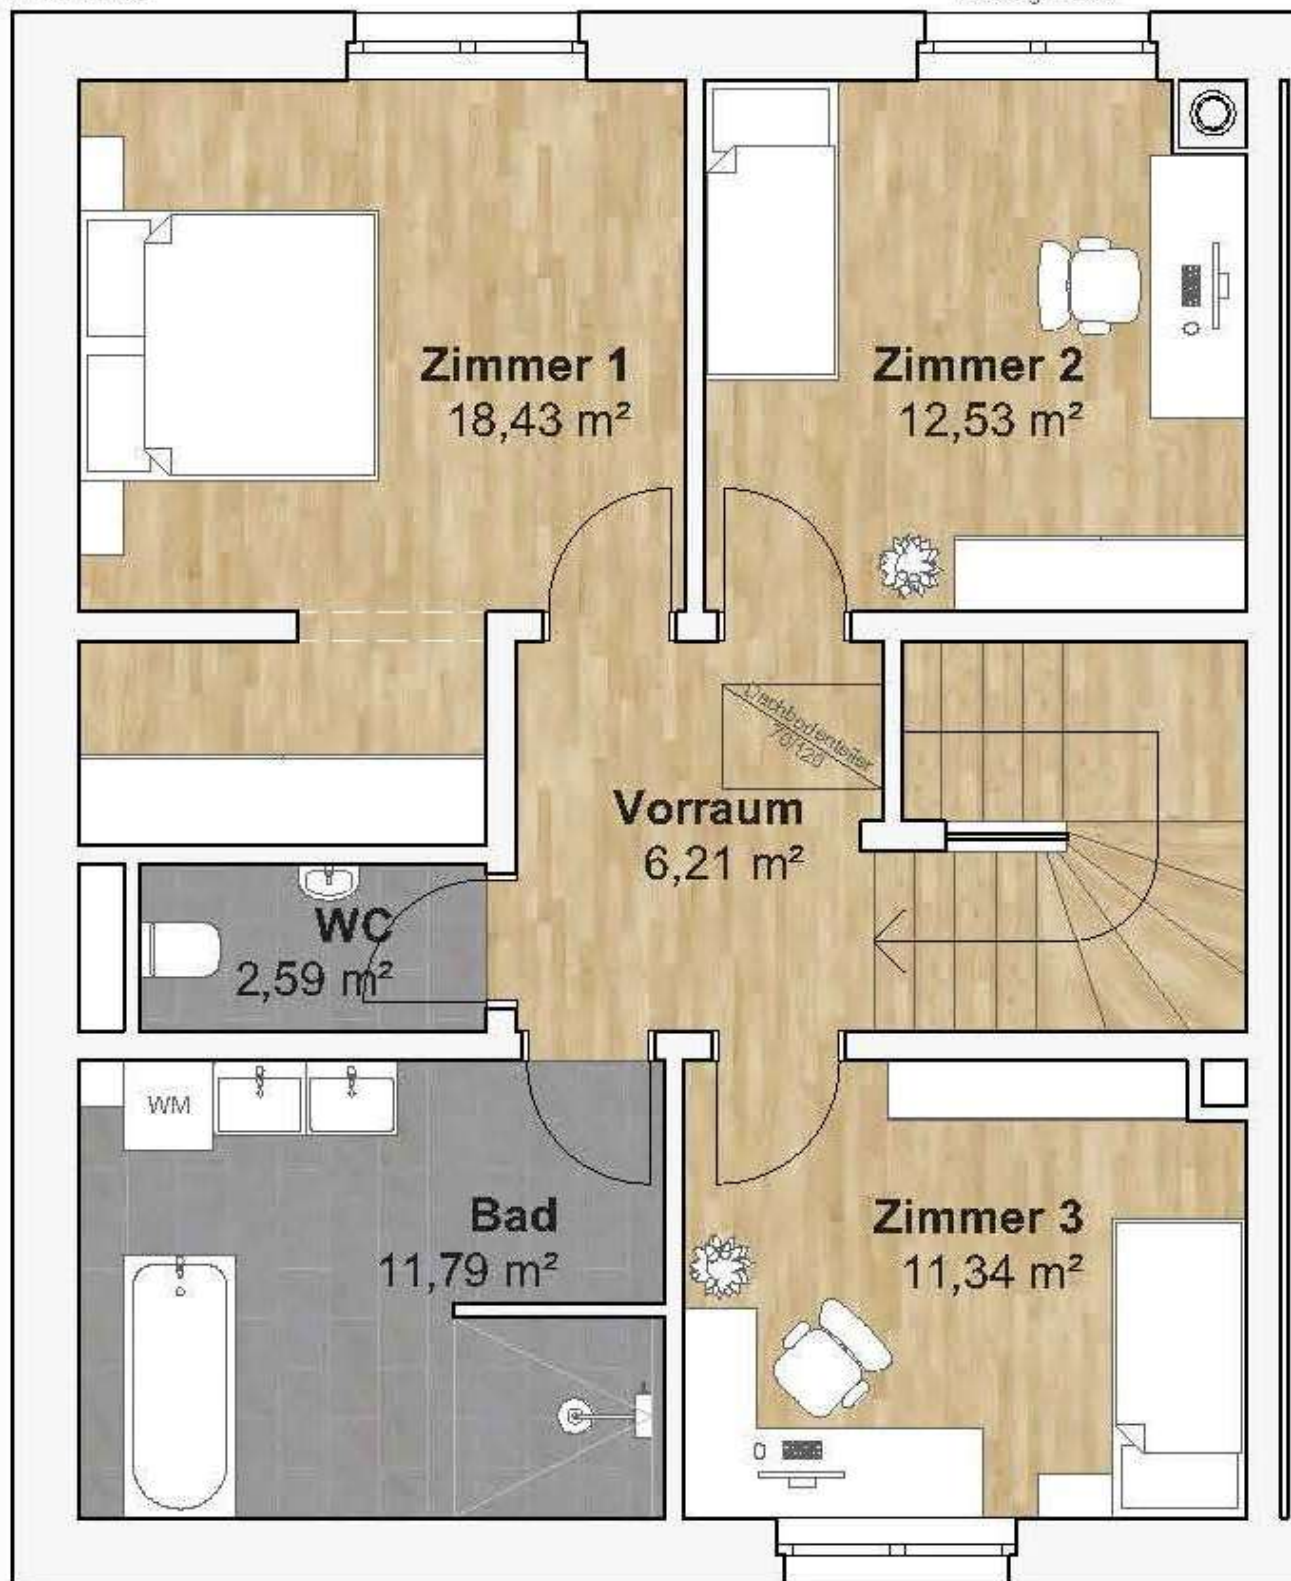 Zimmer 1
18,43 m²
Zimmer 2
12,53 m²
70/120
Vorraum
6,21 m²
WC
2,59 m²
WM
Bad
11,79 m²
Zimmer 3
11,34 m²